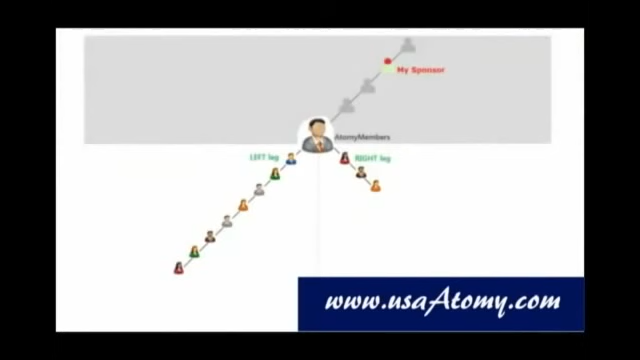 My Sponsor
AtomyMembers
LEFT leg
RIGHT leg
www.usaAtomy.com